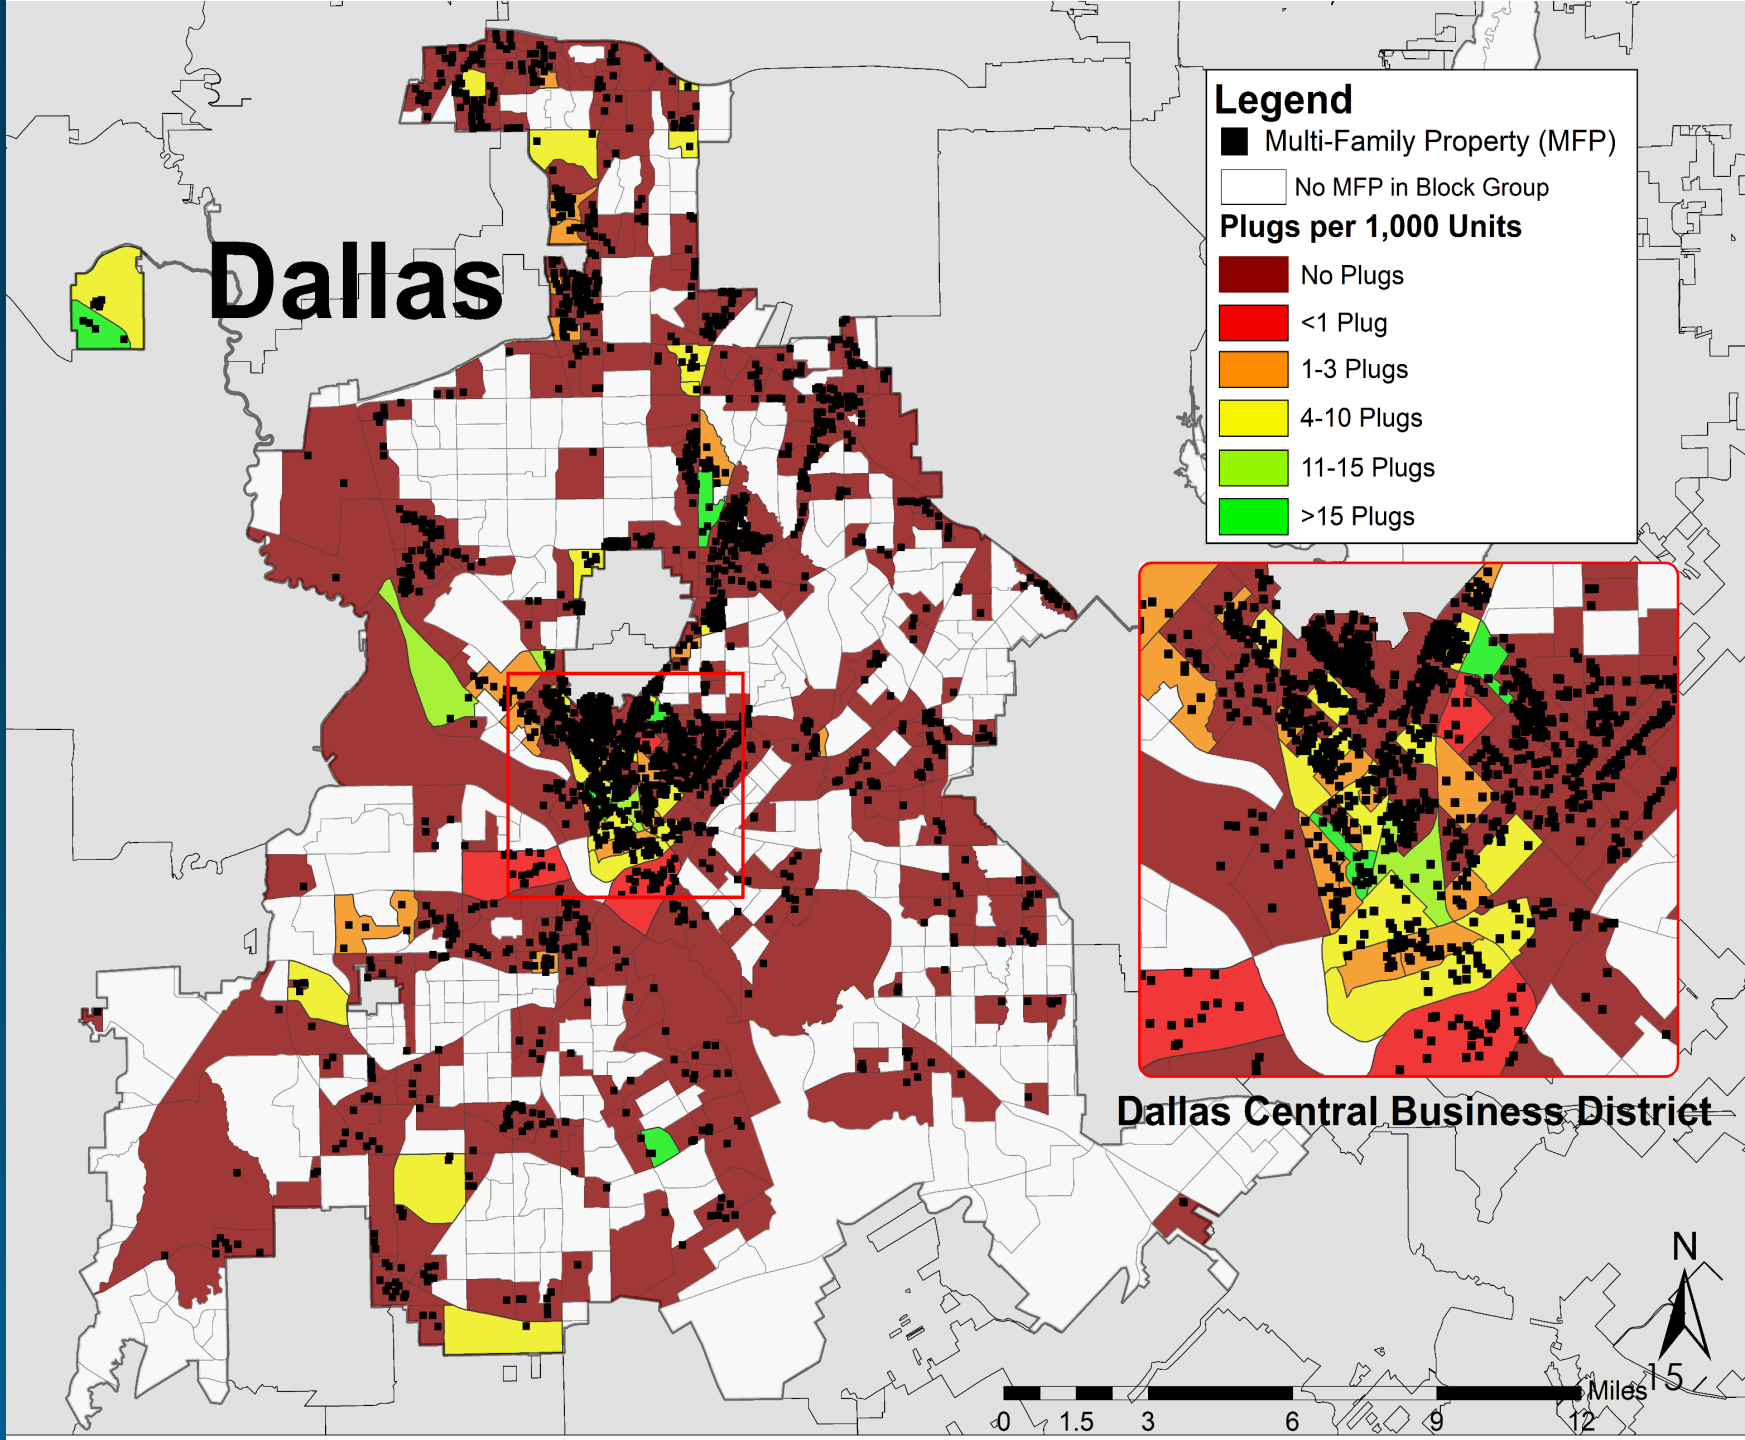 Dallas
Legend
Multi-Family Property (MFP)
No MFP in Block Group
Plugs per 1,000 Units
No Plugs
<1 Plug
1-3 Plugs
4-10 Plugs
11-15 Plugs
>15 Plugs
Dallas Central Business District
N
15
Miles
0 1.5 3 6 9 12